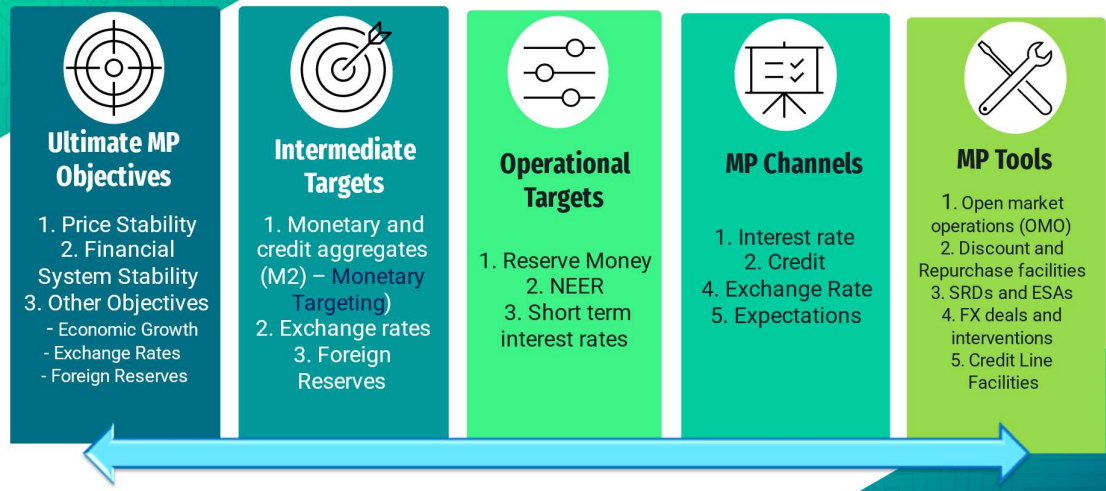 Ultimate MP
Objectives
1. Price Stability
2. Financial
System Stability
3. Other Objectives
- Economic Growth
- Exchange Rates
- Foreign Reserves
Intermediate
Targets
1. Monetary and
credit aggregates
(M2) – Monetary
Targeting)
2. Exchange rates
3. Foreign
Reserves
Operational
Targets
1. Reserve Money
2. NEER
3. Short term
interest rates
MP Channels
1. Interest rate
2. Credit
4. Exchange Rate
5. Expectations
MP Tools
1. Open market
operations (OMO)
2. Discount and
Repurchase facilities
3. SRDs and ESAs
4. FX deals and
interventions
5. Credit Line
Facilities